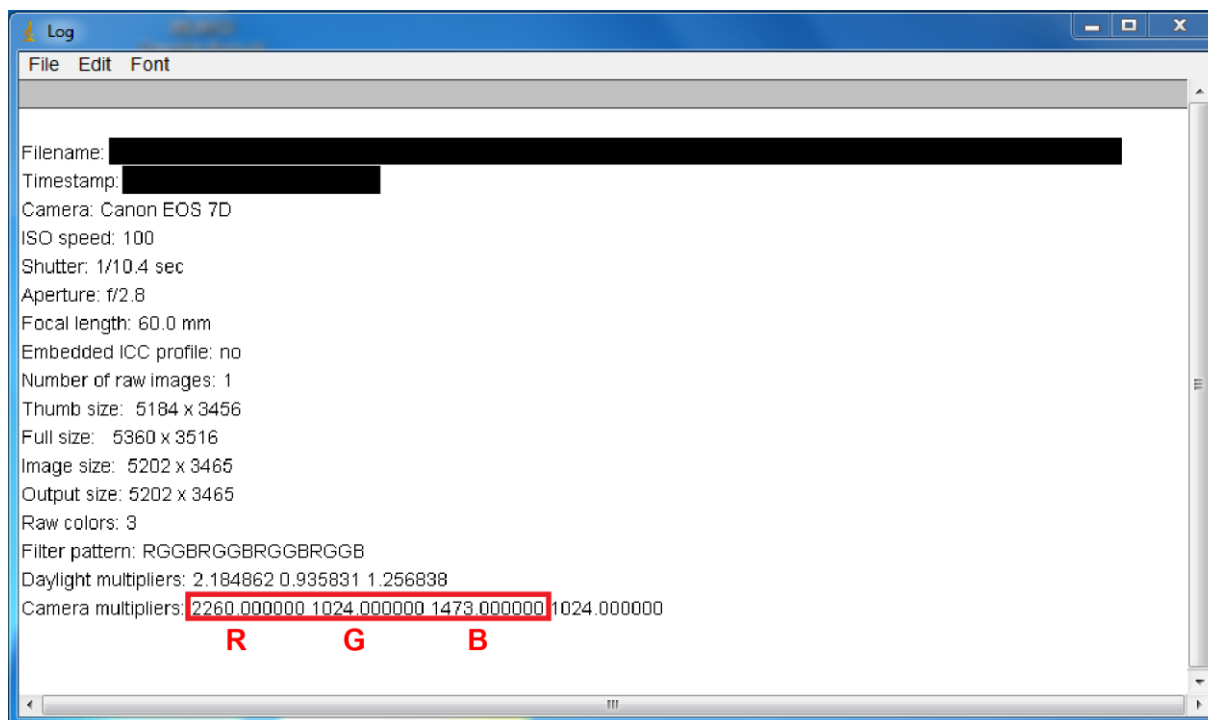 Log
File Edit Font
Filename:
Timestamp:
Camera: Canon EOS 7D
ISO speed: 100
Shutter: 1/10.4 sec
Aperture: f/2.8
Focal length: 60.0 mm
Embedded ICC profile: no
Number of raw images: 1
Thumb size: 5184 x 3456
Full size: 5360 x 3516
Image size: 5202 x 3465
Output size: 5202 x 3465
Raw colors: 3
Filter pattern: RGGBRGGBRGGBRGGB
Daylight multipliers: 2.184862 0.935831 1.256838
Camera multipliers: 2260.000000 1024.000000 1473.000000 1024.000000
R G B